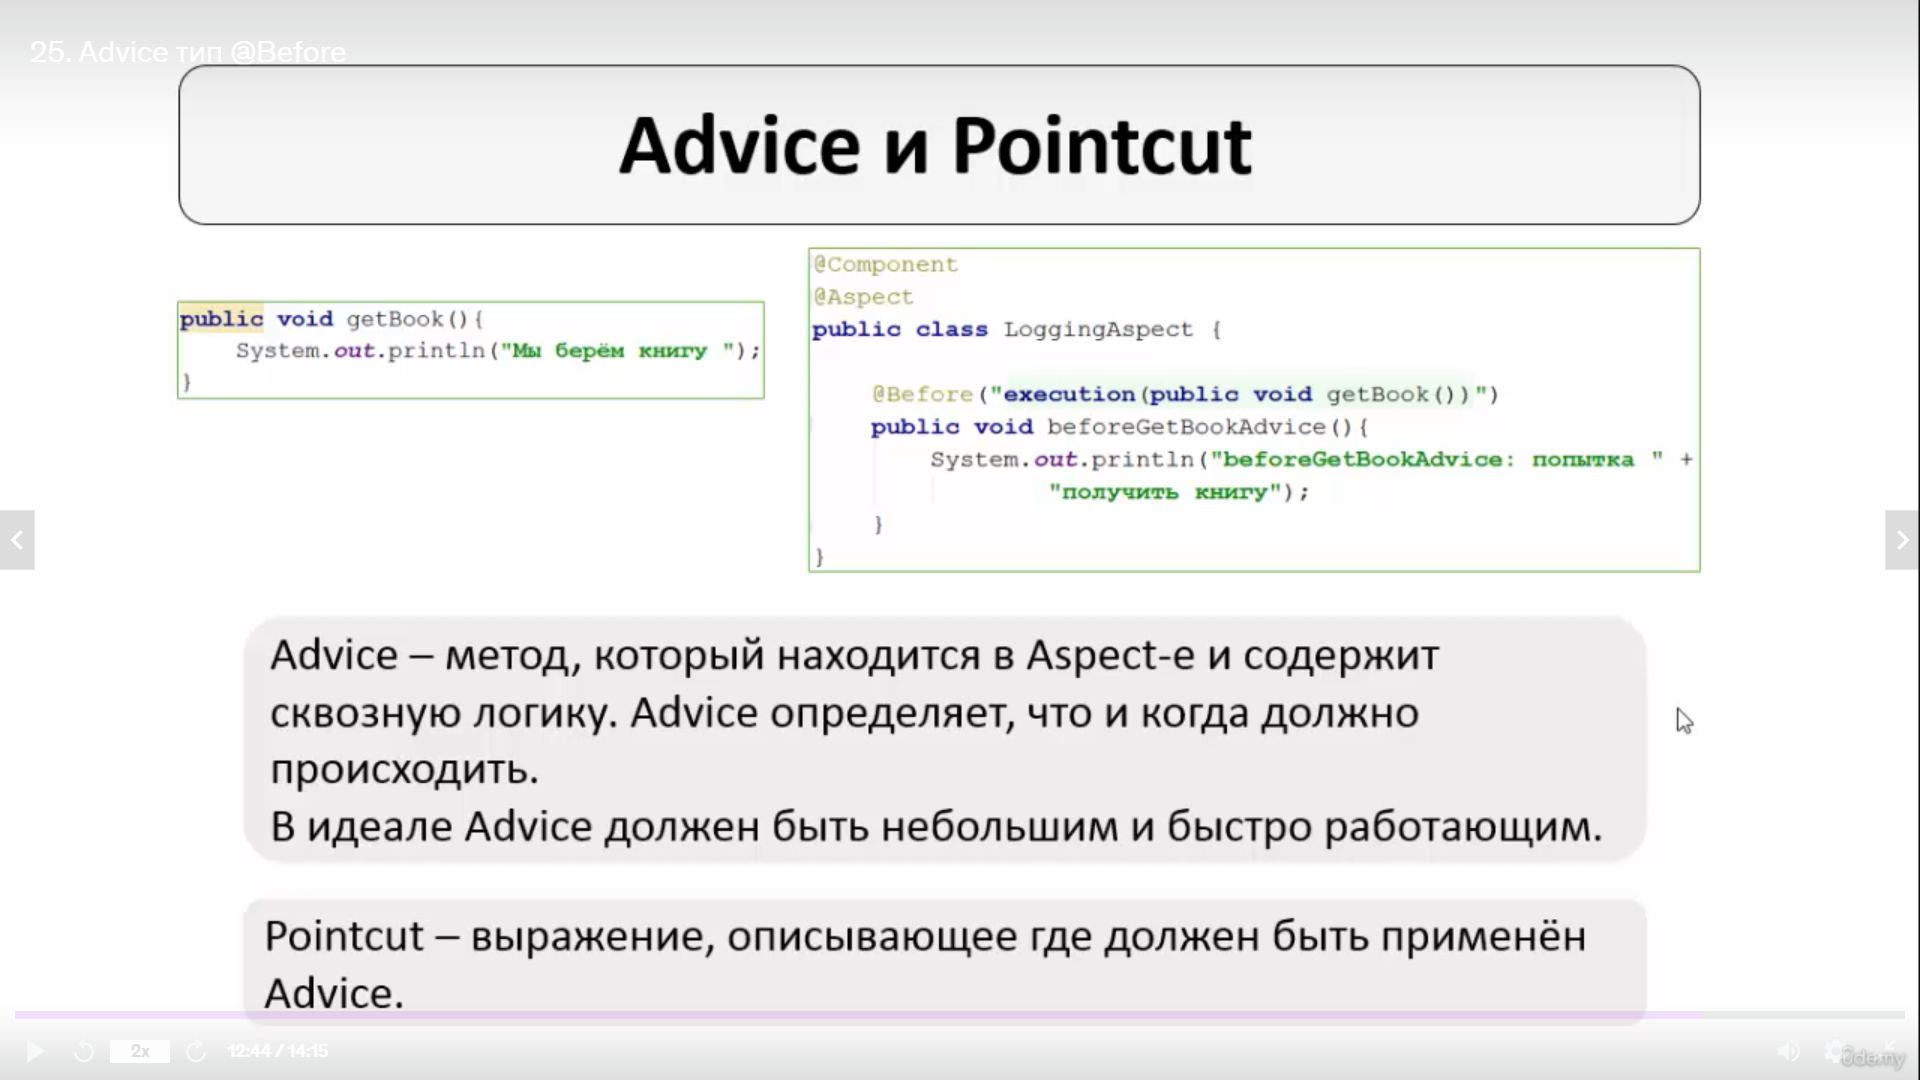 25. Advice тип @Before
Advice и Pointcut
public void getBook(){
System.out.println("Мы берём книгу ");
}
@Component
@Aspect
public class LoggingAspect {
@Before("execution(public void getBook())")
public void beforeGetBookAdvice(){
System.out.println("beforeGetBookAdvice: попытка " +
"получить книгу");
}
}
Advice – метод, который находится в Aspect-е и содержит
сквозную логику. Advice определяет, что и когда должно
происходить.
В идеале Advice должен быть небольшим и быстро работающим.
Pointcut – выражение, описывающее где должен быть применён
Advice.
2x
12:44 / 14:15
ûdemy